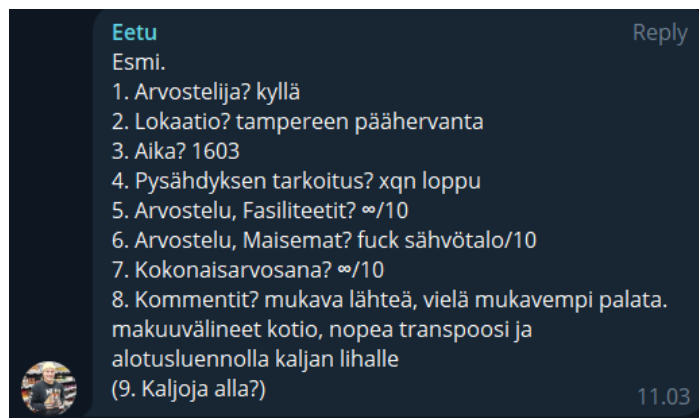 Eetu
Reply
Esmi.
1. Arvostelija? kyllä
2. Lokaatio? tampereen päähervanta
3. Aika? 1603
4. Pysähdyksen tarkoitus? xqn loppu
5. Arvostelu, Fasiliteetit? ∞/10
6. Arvostelu, Maisemat? fuck sähvötalo/10
7. Kokonaisarvosana? ∞/10
8. Kommentit? mukava lähteä, vielä mukavempi palata.
makuuvälineet kotio, nopea transpoosi ja
alotusluennolla kaljan lihalle
(9. Kaljoja alla?)
11.03